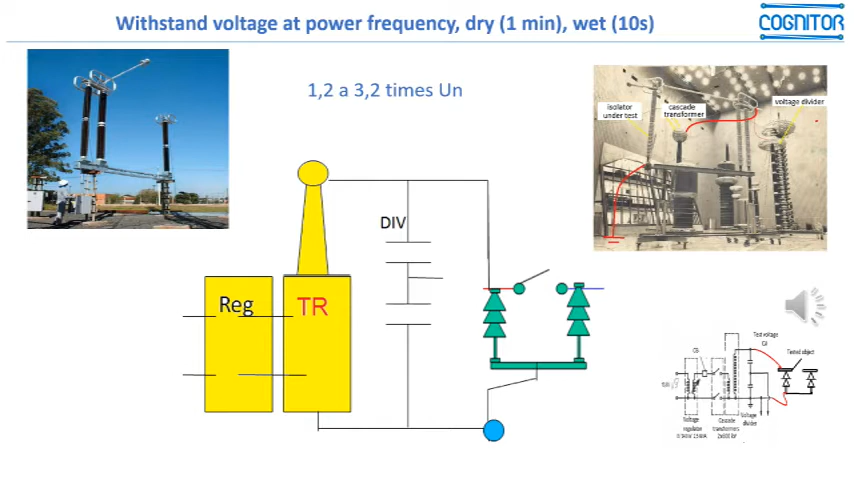 Withstand voltage at power frequency, dry (1 min), wet (10s)
COGNITOR
1,2 a 3,2 times Un
isolator
under test
cascade
transformer
voltage divider
DIV
Reg
TR
Test voltage
Tested object
CB
Voltage
regulator
Cascade
transformers
Voltage
divider